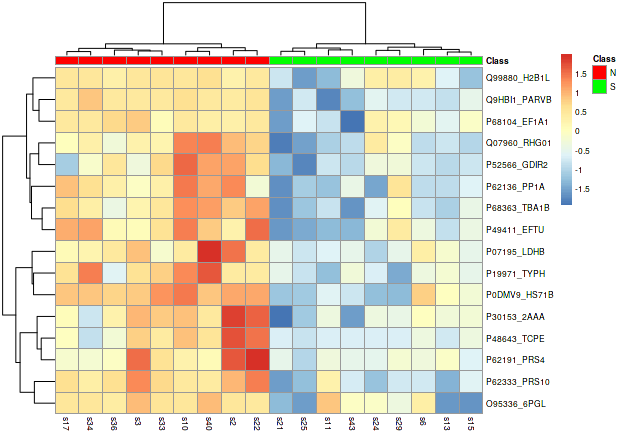 Class
Q99880_H2B1L
Q9HBI1_PARVB
P68104_EF1A1
Q07960_RHG01
P52566_GDIR2
P62136_PP1A
P68363_TBA1B
P49411_EFTU
P07195_LDHB
P19971_TYPH
P0DMV9_HS71B
P30153_2AAA
P48643_TCPE
P62191_PRS4
P62333_PRS10
O95336_6PGL
s17 s34 s36 s3 s33 s10 s40 s2 s22 s21 s25 s11 s43 s24 s29 s6 s13 s15
1.5
1
0.5
0
-0.5
-1
-1.5
Class
N
S